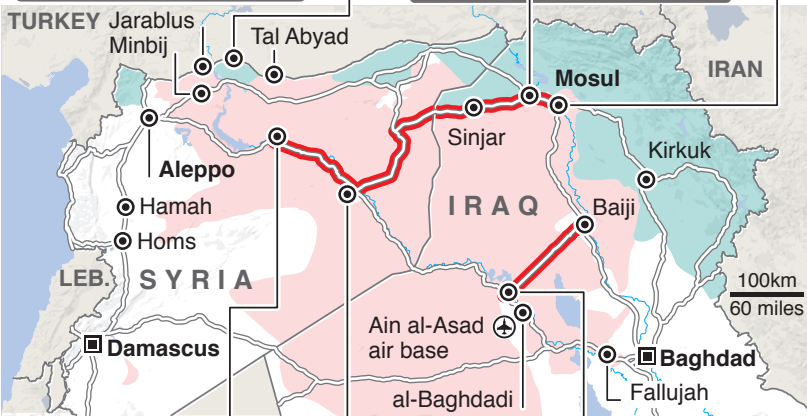 TURKEY
Jarablus
Minbij
Tal Abyad
Mosul
IRAN
Sinjar
Kirkuk
Aleppo
Hamah
Homs
IRAQ
Baiji
LEB.
SYRIA
100km
60 miles
Ain al-Asad
air base
Damascus
Baghdad
al-Baghdadi
Fallujah